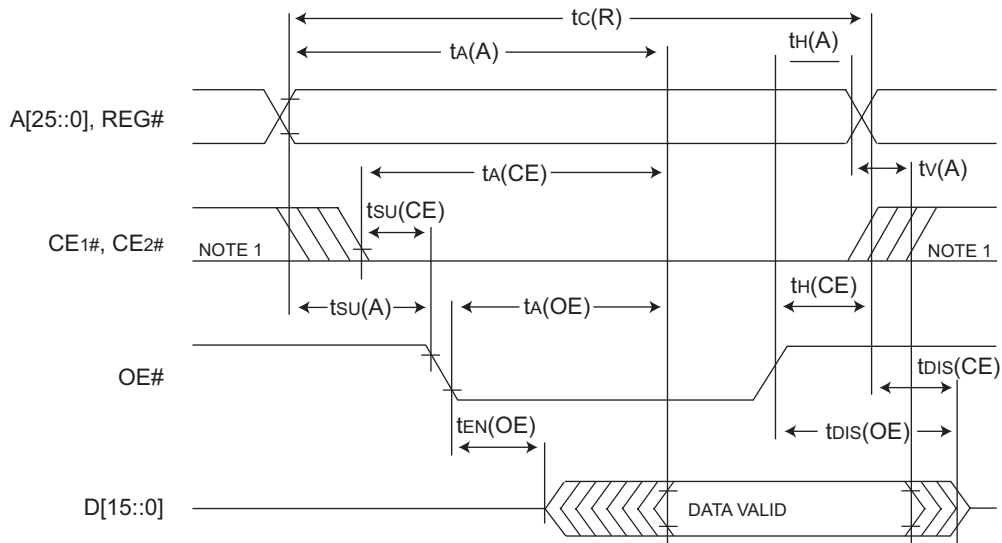 tC(R)
tA(A)
tH(A)
A[25::0], REG#
tA(CE)
tV(A)
tSU(CE)
CE1#, CE2#
NOTE 1
NOTE 1
tH(CE)
tSU(A)
tA(OE)
OE#
tDIS(CE)
tEN(OE)
tDIS(OE)
D[15::0]
DATA VALID